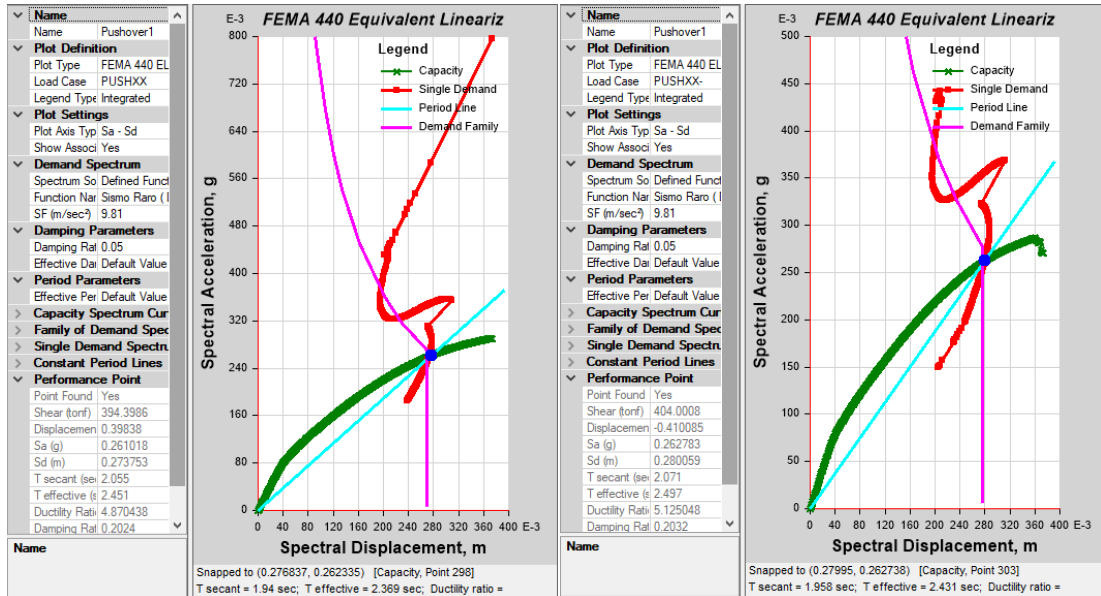 Name
Name Pushover1
Plot Definition
Plot Type FEMA 440 EL
Load Case PUSHXX
Legend Type Integrated
Plot Settings
Plot Axis Typ Sa - Sd
Show Associ Yes
Demand Spectrum
Spectrum So Defined Funct
Function Nar Sismo Raro (
SF (m/sec²) 9.81
Damping Parameters
Damping Rat 0.05
Effective Dar Default Value
Period Parameters
Effective Per Default Value
Capacity Spectrum Cur
Family of Demand Spec
Single Demand Spectru
Constant Period Lines
Performance Point
Point Found Yes
Shear (tonf) 394.3986
Displacemen 0.39838
Sa (g) 0.261018
Sd (m) 0.273753
T secant (sec 2.055
T effective (s 2.451
Ductility Ratio 4.870438
Damping Rat 0.2024
Name
E-3 FEMA 440 Equivalent Lineariz
Legend
Capacity
Single Demand
Period Line
Demand Family
800
720
640
560
480
400
320
240
160
80
0
Spectral Acceleration, g
0 40 80 120 160 200 240 280 320 360 400 E-3
Spectral Displacement, m
Snapped to (0.276837, 0.262335) [Capacity, Point 298]
T secant = 1.94 sec; T effective = 2.369 sec; Ductility ratio =
Name
Name Pushover1
Plot Definition
Plot Type FEMA 440 EL
Load Case PUSHXX-
Legend Type Integrated
Plot Settings
Plot Axis Typ Sa - Sd
Show Associ Yes
Demand Spectrum
Spectrum So Defined Funct
Function Nar Sismo Raro (
SF (m/sec²) 9.81
Damping Parameters
Damping Rat 0.05
Effective Dar Default Value
Period Parameters
Effective Per Default Value
Capacity Spectrum Cur
Family of Demand Spec
Single Demand Spectru
Constant Period Lines
Performance Point
Point Found Yes
Shear (tonf) 404.0008
Displacemen -0.410085
Sa (g) 0.262783
Sd (m) 0.280059
T secant (sec 2.071
T effective (s 2.497
Ductility Ratio 5.125048
Damping Rat 0.2032
Name
E-3 FEMA 440 Equivalent Lineariz
Legend
Capacity
Single Demand
Period Line
Demand Family
500
450
400
350
300
250
200
150
100
50
0
Spectral Acceleration, g
0 40 80 120 160 200 240 280 320 360 400 E-3
Spectral Displacement, m
Snapped to (0.27995, 0.262738) [Capacity, Point 303]
T secant = 1.958 sec; T effective = 2.431 sec; Ductility ratio =